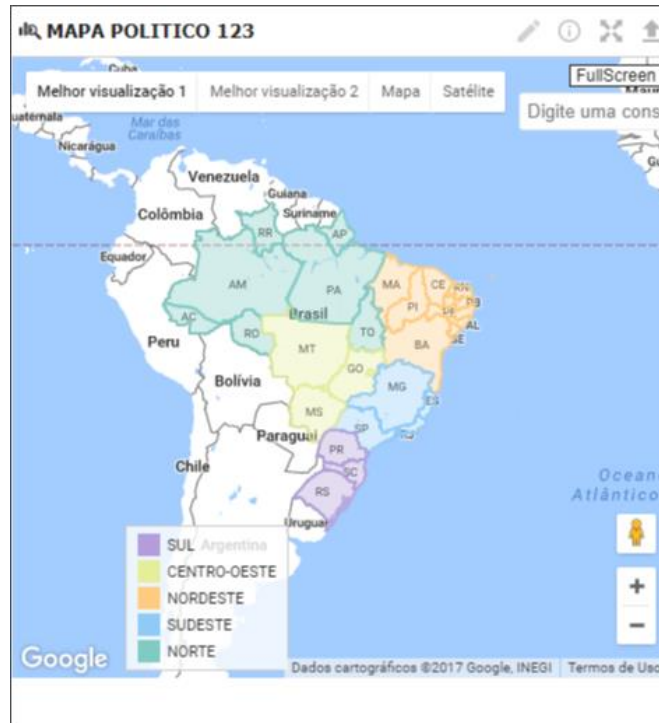 MAPA POLITICO 123
FullScreen
Melhor visualização 1 Melhor visualização 2 Mapa Satélite
Digite uma cons
Cuba
Mar das
Caraíbas
Nicarágua
Venezuela
Guiana
Suriname
Colômbia
RR
AP
Equador
AM
PA
MA
CE
RN
PB
PI
PE
Brasil
AC
RO
TO
AL
SE
Peru
MT
BA
GO
Bolívia
MG
ES
MS
SP
RJ
Paraguai
PR
SC
Chile
RS
Oceano
Atlântico
Uruguai
SUL
Argentina
CENTRO-OESTE
NORDESTE
SUDESTE
NORTE
Google
Dados cartográficos ©2017 Google, INEGI Termos de Uso